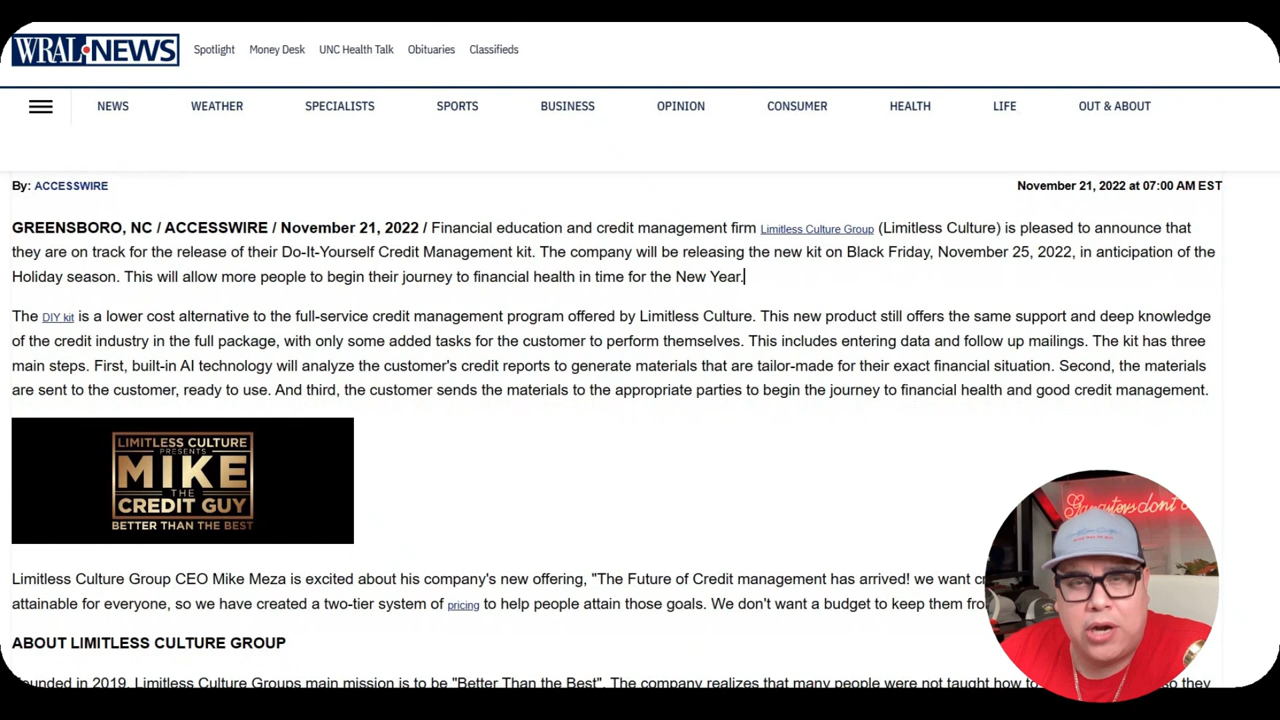 WRAL NEWS
Spotlight Money Desk UNC Health Talk Obituaries Classifieds
NEWS WEATHER SPECIALISTS SPORTS BUSINESS OPINION CONSUMER HEALTH LIFE OUT & ABOUT
By: ACCESSWIRE November 21, 2022 at 07:00 AM EST
GREENSBORO, NC / ACCESSWIRE / November 21, 2022 / Financial education and credit management firm Limitless Culture Group (Limitless Culture) is pleased to announce that
they are on track for the release of their Do-It-Yourself Credit Management kit. The company will be releasing the new kit on Black Friday, November 25, 2022, in anticipation of the
Holiday season. This will allow more people to begin their journey to financial health in time for the New Year.
The DIY kit is a lower cost alternative to the full-service credit management program offered by Limitless Culture. This new product still offers the same support and deep knowledge
of the credit industry in the full package, with only some added tasks for the customer to perform themselves. This includes entering data and follow up mailings. The kit has three
main steps. First, built-in AI technology will analyze the customer's credit reports to generate materials that are tailor-made for their exact financial situation. Second, the materials
are sent to the customer, ready to use. And third, the customer sends the materials to the appropriate parties to begin the journey to financial health and good credit management.
LIMITLESS CULTURE
PRESENTS
MIKE
THE
CREDIT GUY
BETTER THAN THE BEST
Gangsters don't
Limitless Culture Group CEO Mike Meza is excited about his company's new offering, "The Future of Credit management has arrived! we want
attainable for everyone, so we have created a two-tier system of pricing to help people attain those goals. We don't want a budget to keep them
ABOUT LIMITLESS CULTURE GROUP
Founded in 2019, Limitless Culture Groups main mission is to be "Better Than the Best". The company realizes that many people were not taught how so they